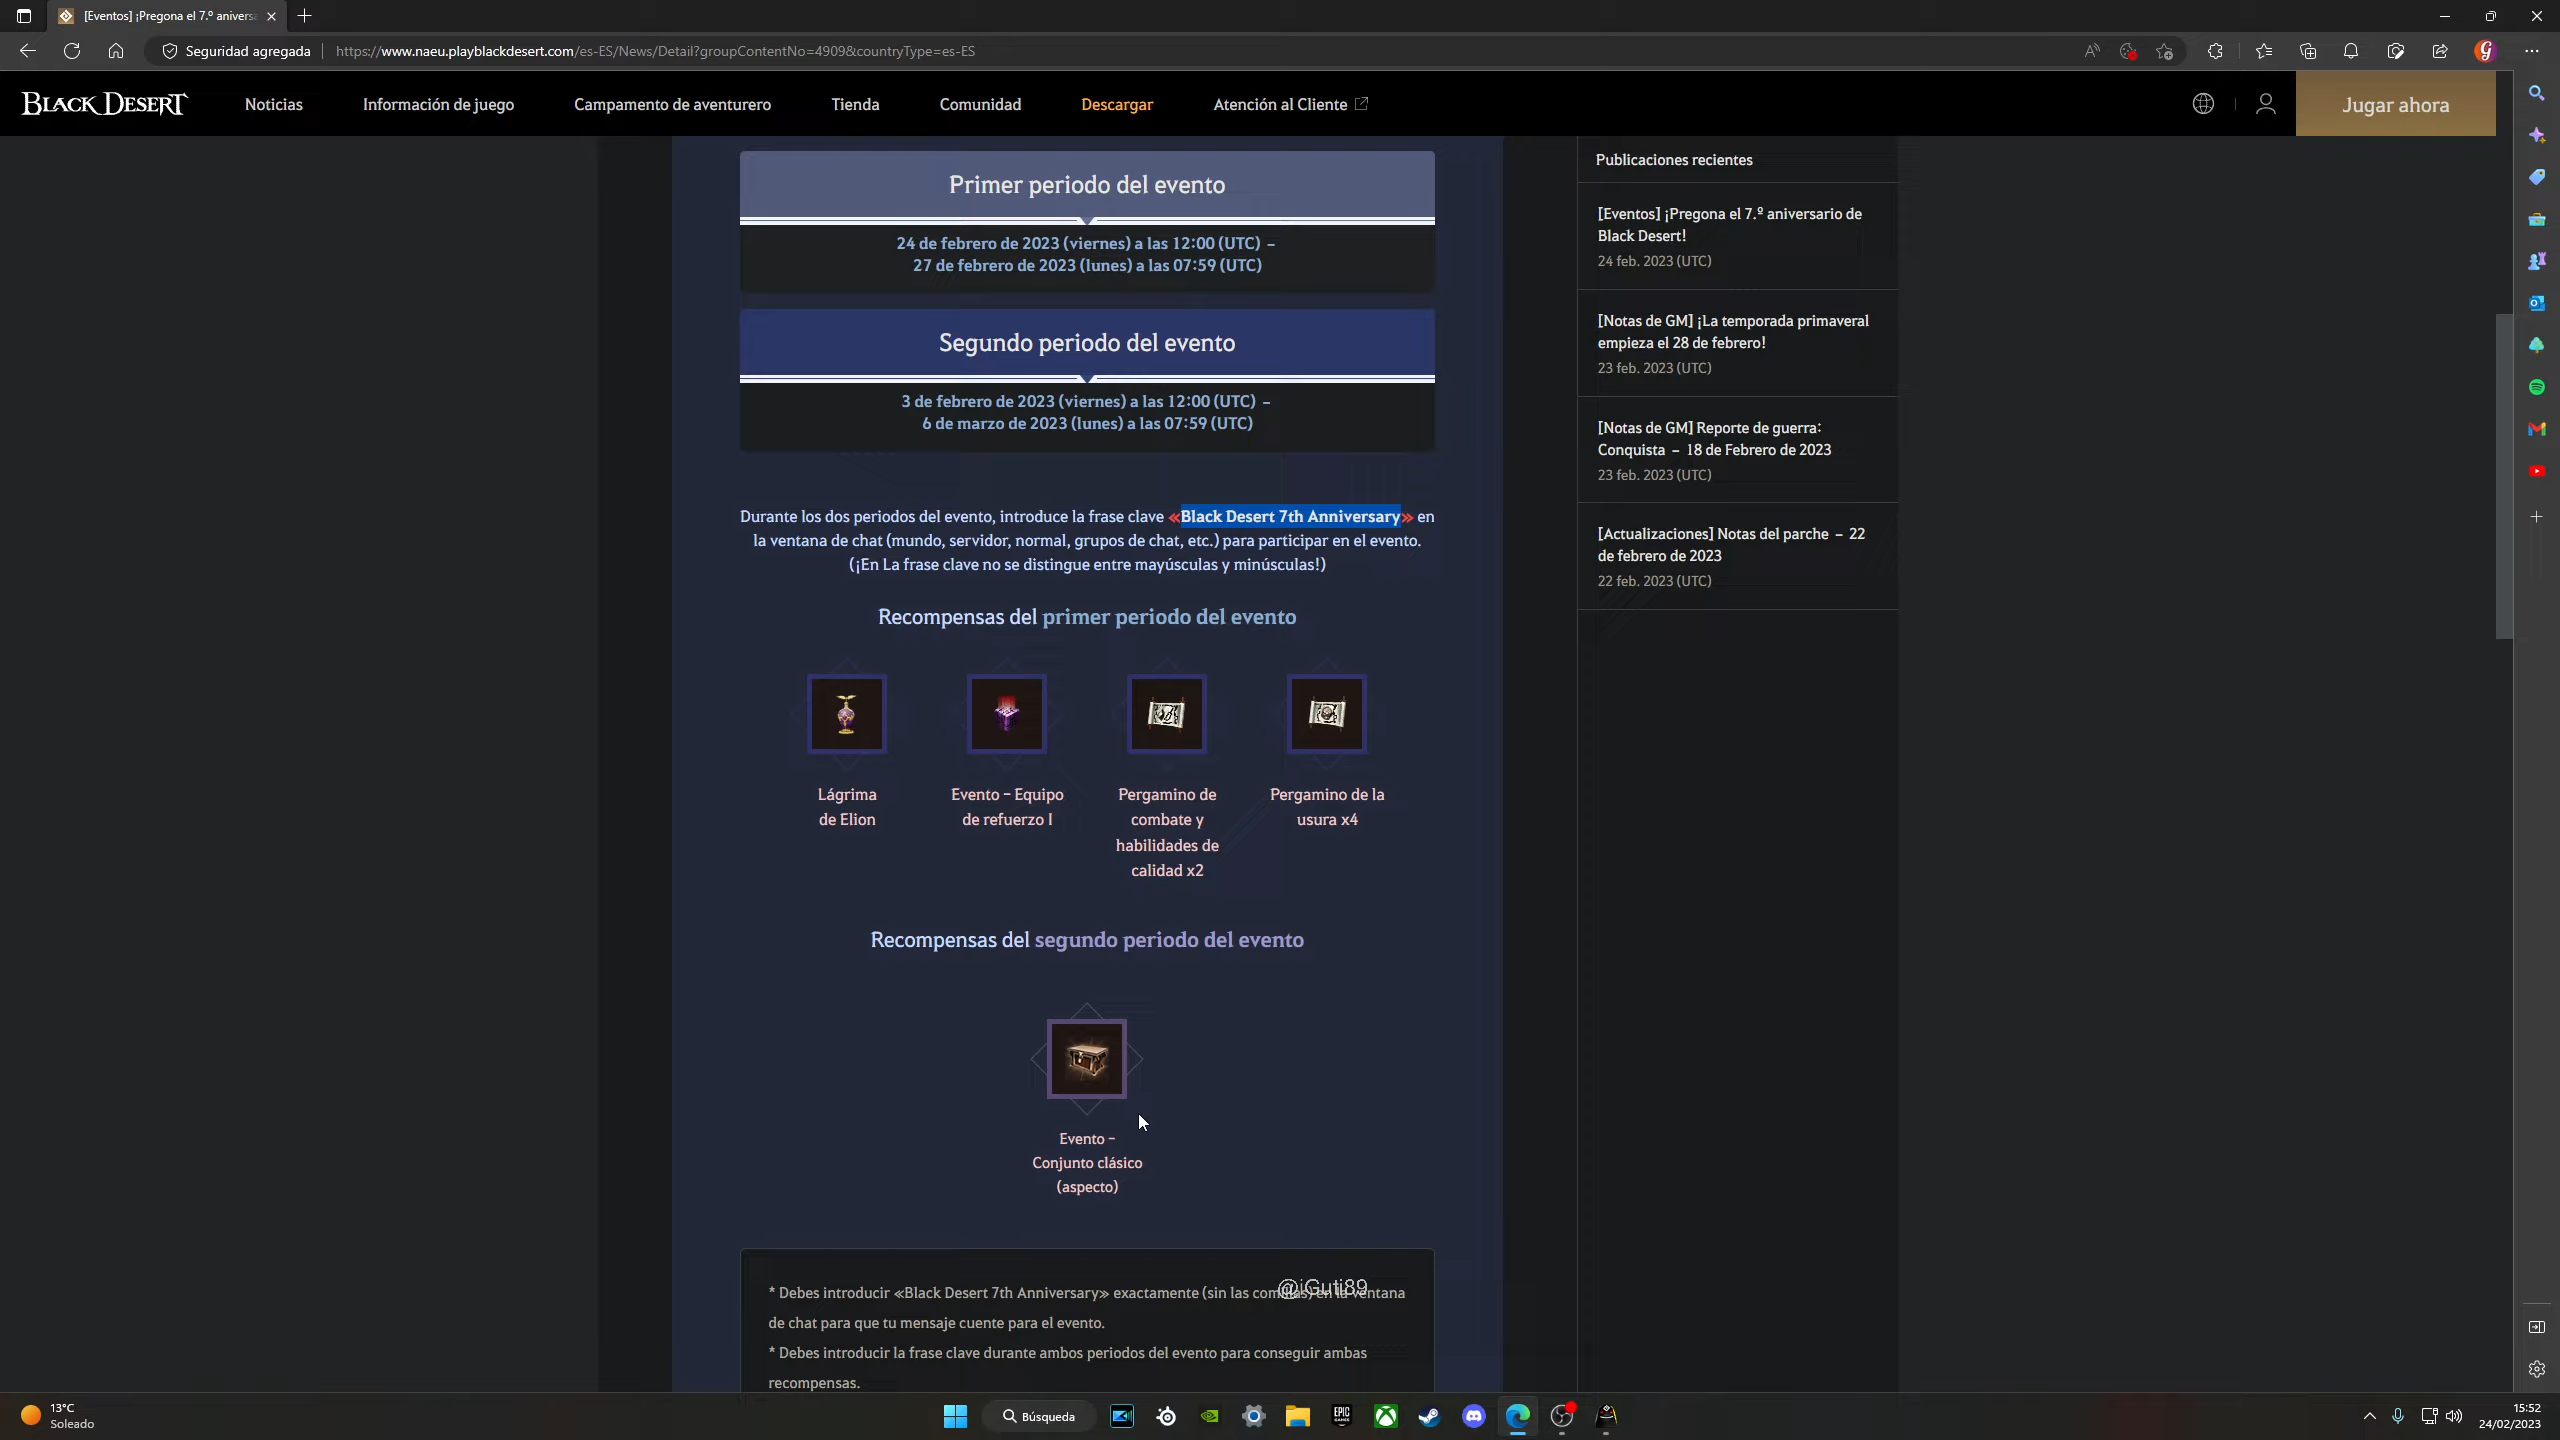 [Eventos] ¡Pregona el 7.º anivers
Seguridad agregada
https://www.naeu.playblackdesert.com/es-ES/News/Detail?groupContentNo=4909&countryType=es-ES
BLACK DESERT
Noticias
Información de juego
Campamento de aventurero
Tienda
Comunidad
Descargar
Atención al Cliente
Jugar ahora
Primer periodo del evento
24 de febrero de 2023 (viernes) a las 12:00 (UTC) –
27 de febrero de 2023 (lunes) a las 07:59 (UTC)
Segundo periodo del evento
3 de febrero de 2023 (viernes) a las 12:00 (UTC) –
6 de marzo de 2023 (lunes) a las 07:59 (UTC)
Durante los dos periodos del evento, introduce la frase clave «Black Desert 7th Anniversary» en
la ventana de chat (mundo, servidor, normal, grupos de chat, etc.) para participar en el evento.
(¡En La frase clave no se distingue entre mayúsculas y minúsculas!)
Recompensas del primer periodo del evento
Lágrima
de Elion
Evento – Equipo
de refuerzo I
Pergamino de
combate y
habilidades de
calidad x2
Pergamino de la
usura x4
Recompensas del segundo periodo del evento
Evento –
Conjunto clásico
(aspecto)
* Debes introducir «Black Desert 7th Anniversary» exactamente (sin las comillas) en la ventana
de chat para que tu mensaje cuente para el evento.
* Debes introducir la frase clave durante ambos periodos del evento para conseguir ambas
recompensas.
@iGuti89
Publicaciones recientes
[Eventos] ¡Pregona el 7.º aniversario de
Black Desert!
24 feb. 2023 (UTC)
[Notas de GM] ¡La temporada primaveral
empieza el 28 de febrero!
23 feb. 2023 (UTC)
[Notas de GM] Reporte de guerra:
Conquista – 18 de Febrero de 2023
23 feb. 2023 (UTC)
[Actualizaciones] Notas del parche – 22
de febrero de 2023
22 feb. 2023 (UTC)
13°C
Soleado
Búsqueda
EPIC
GAMES
15:52
24/02/2023